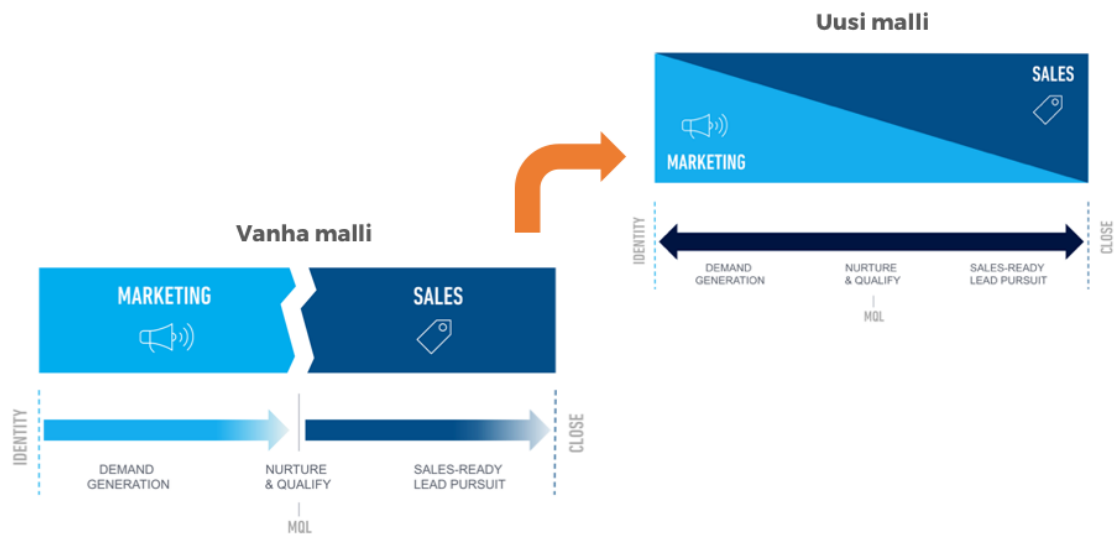 Uusi malli
SALES
MARKETING
IDENTITY
CLOSE
DEMAND
GENERATION
NURTURE
& QUALIFY
SALES-READY
LEAD PURSUIT
MQL
Vanha malli
MARKETING
SALES
IDENTITY
CLOSE
DEMAND
GENERATION
NURTURE
& QUALIFY
SALES-READY
LEAD PURSUIT
MQL